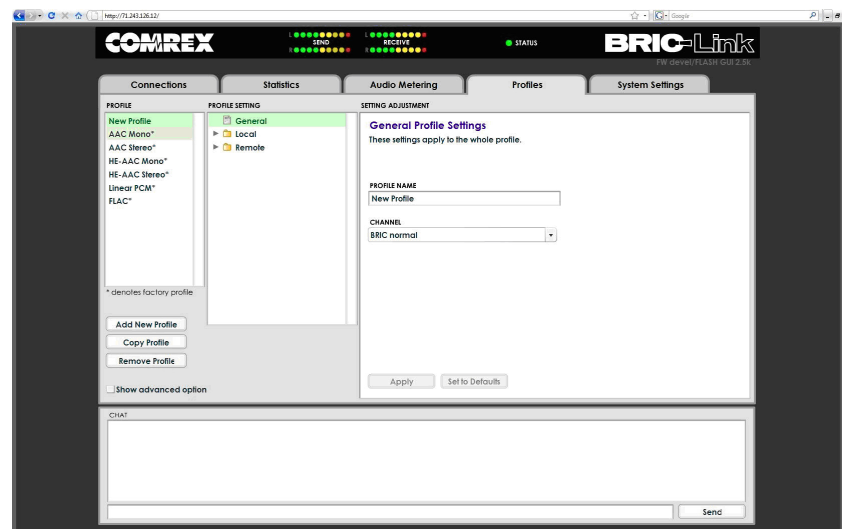 http://71.243.126.12/
Google
COMREX
L
SEND
R
L
RECEIVE
R
STATUS
BRIC-Link
FW devel/FLASH GUI 2.5k
Connections
Statistics
Audio Metering
Profiles
System Settings
PROFILE
PROFILE SETTING
SETTING ADJUSTMENT
New Profile
AAC Mono*
AAC Stereo*
HE-AAC Mono*
HE-AAC Stereo*
Linear PCM*
FLAC*
General
Local
Remote
General Profile Settings
These settings apply to the whole profile.
PROFILE NAME
New Profile
CHANNEL
BRIC normal
* denotes factory profile
Add New Profile
Copy Profile
Remove Profile
Show advanced option
Apply
Set to Defaults
CHAT
Send